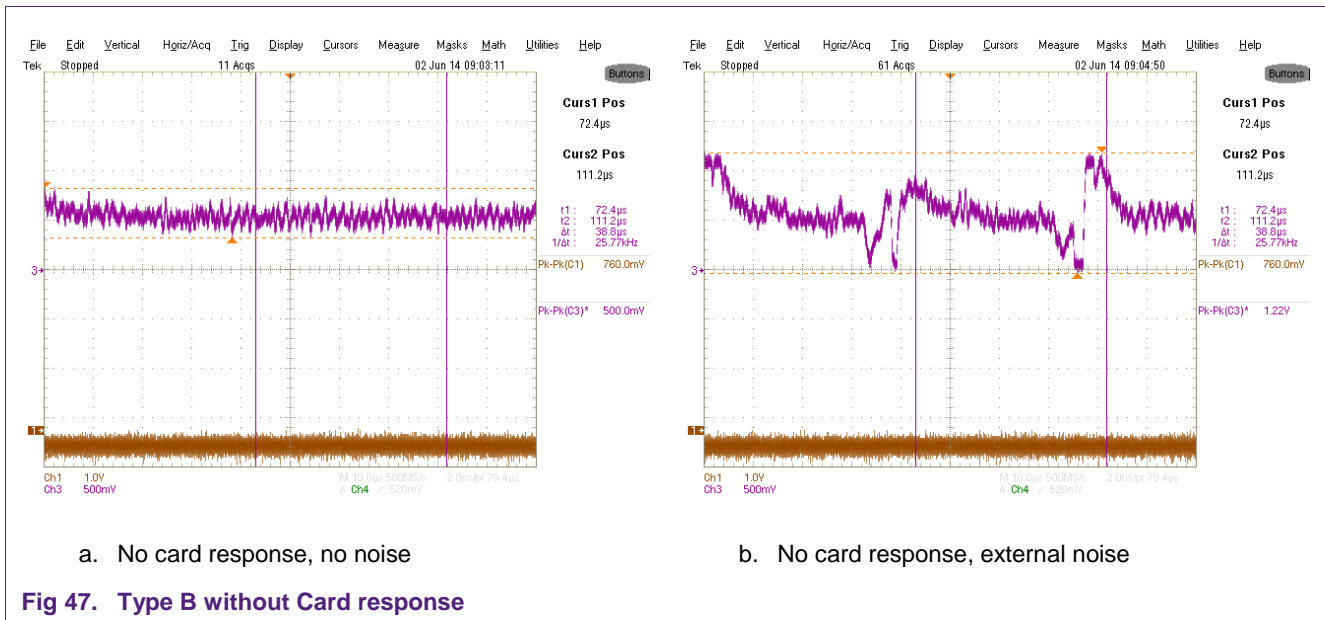 File Edit Vertical Horiz/Acq Trig Display Cursors Measure Masks Math Utilities Help
Tek Stopped 11 Acqs 02 Jun 14 09:03:11
Buttons
Curs1 Pos
72.4µs
Curs2 Pos
111.2µs
t1 : 72.4µs
t2 : 111.2µs
Δt : 38.8µs
1/Δt : 25.77kHz
Pk-Pk(C1) 760.0mV
3
Pk-Pk(C3)* 500.0mV
1
Ch1 1.0V M 10.0µs 500MS/s 2.0ns/pt 79.4µs
Ch3 500mV A Ch4 ∕ 520mV
a. No card response, no noise
File Edit Vertical Horiz/Acq Trig Display Cursors Measure Masks Math Utilities Help
Tek Stopped 61 Acqs 02 Jun 14 09:04:50
Buttons
Curs1 Pos
72.4µs
Curs2 Pos
111.2µs
t1 : 72.4µs
t2 : 111.2µs
Δt : 38.8µs
1/Δt : 25.77kHz
Pk-Pk(C1) 760.0mV
3
Pk-Pk(C3)* 1.22V
1
Ch1 1.0V M 10.0µs 500MS/s 2.0ns/pt 79.4µs
Ch3 500mV A Ch4 ∕ 520mV
b. No card response, external noise
Fig 47. Type B without Card response